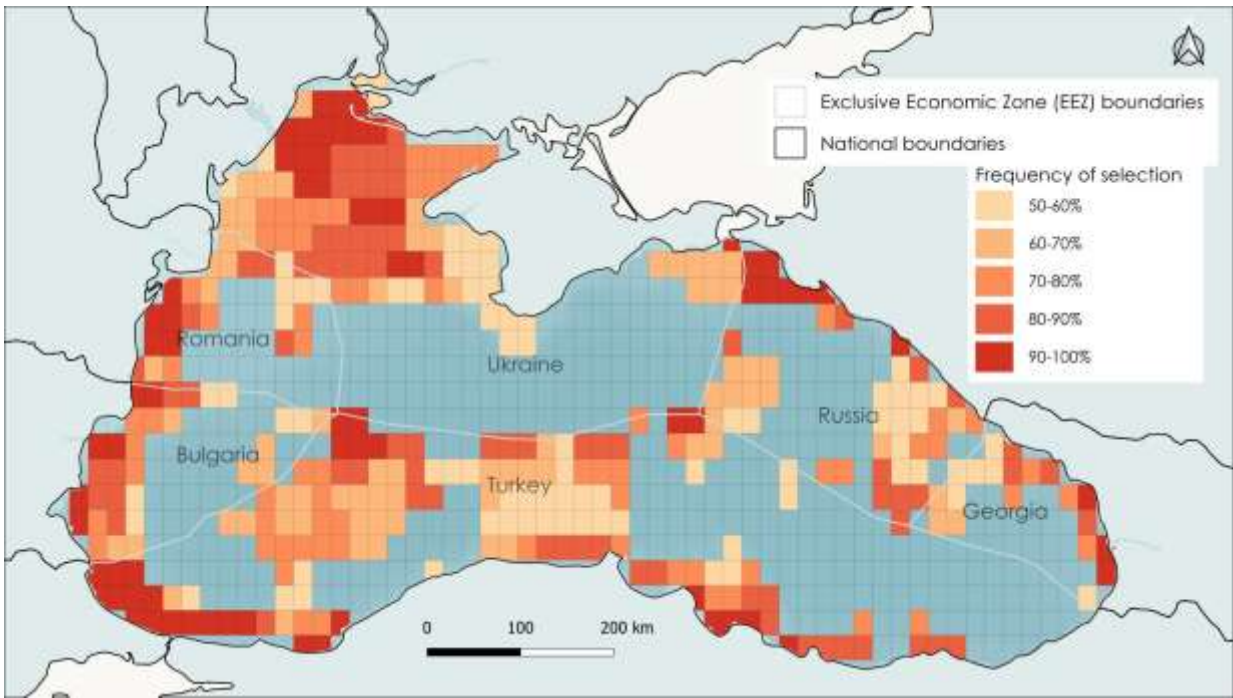 Exclusive Economic Zone (EEZ) boundaries
National boundaries
Frequency of selection
50-60%
60-70%
70-80%
80-90%
90-100%
Romania
Ukraine
Russia
Bulgaria
Turkey
Georgia
0 100 200 km